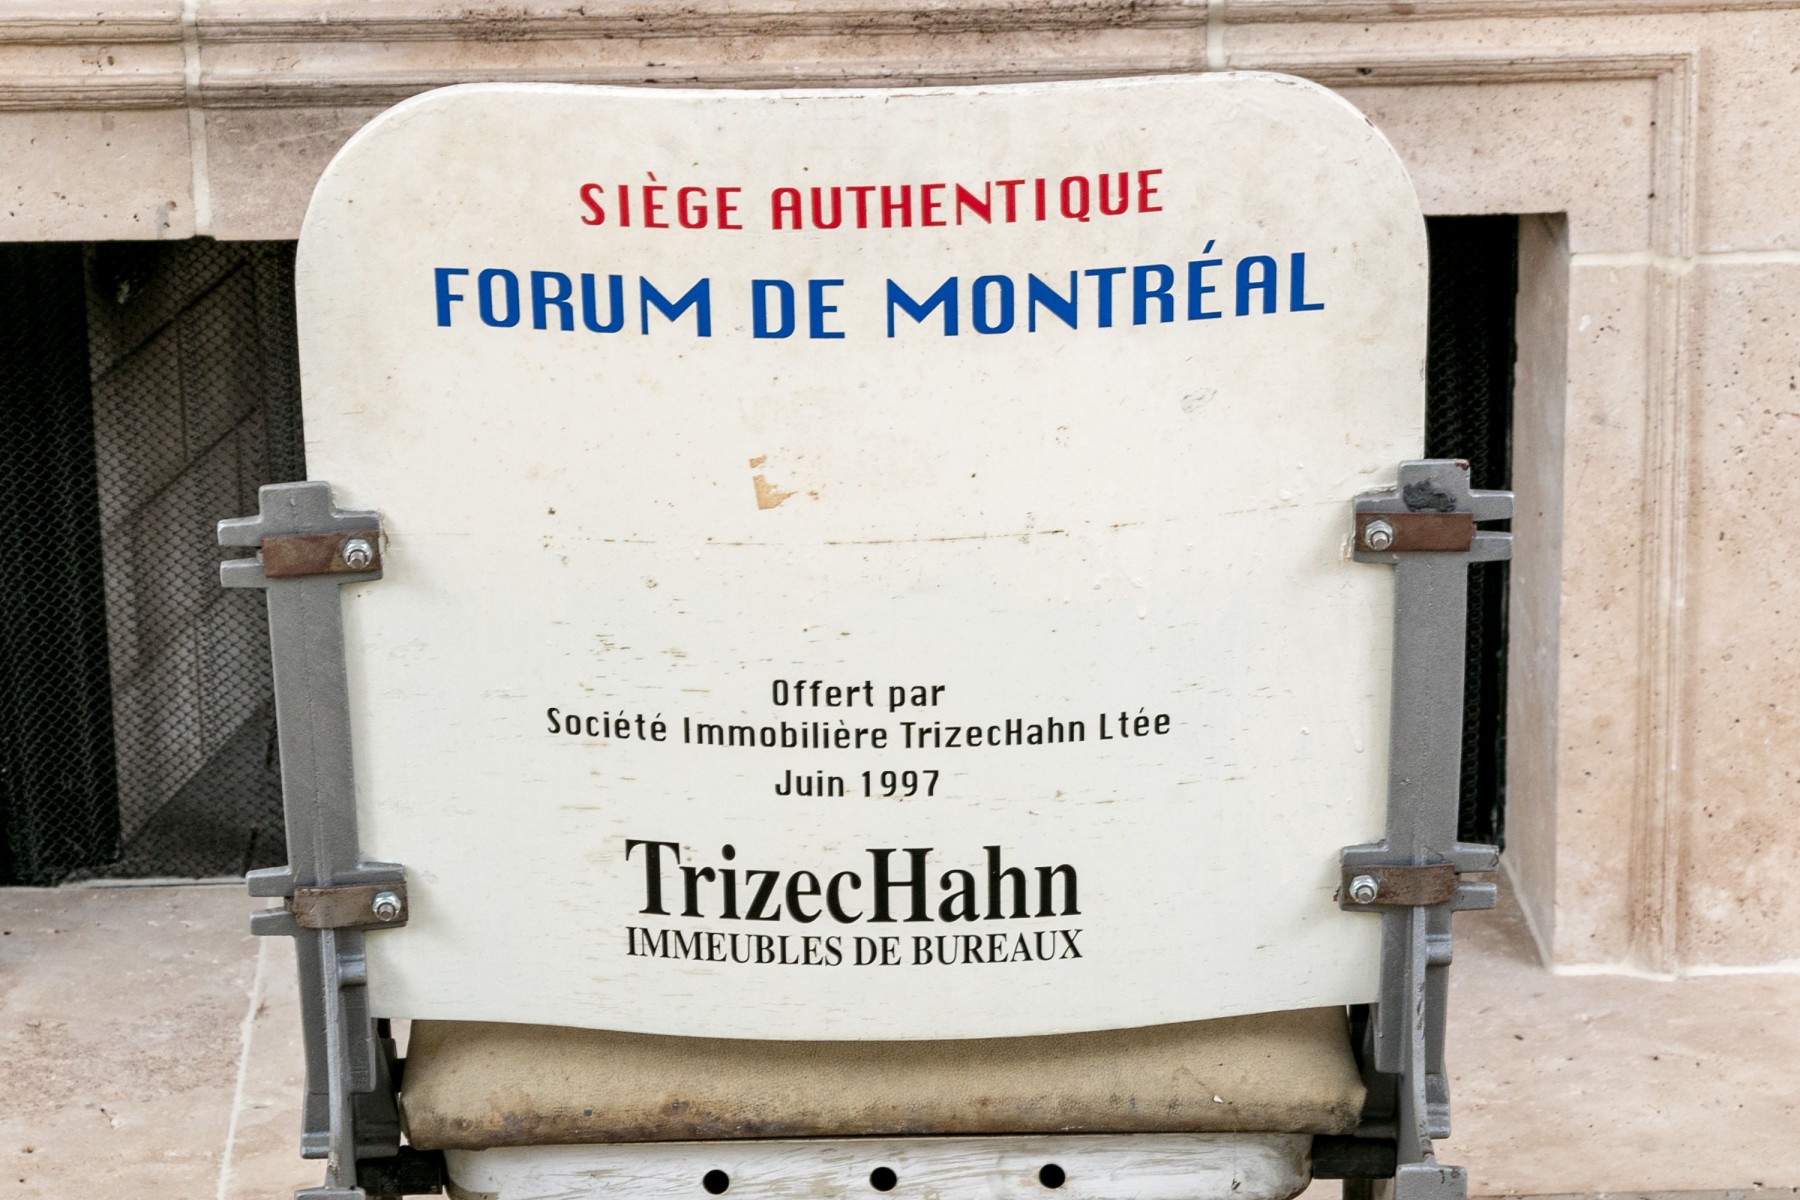 SIÈGE AUTHENTIQUE
FORUM DE MONTRÉAL
Offert par
Société Immobilière TrizecHahn Ltée
Juin 1997
TrizecHahn
IMMEUBLES DE BUREAUX